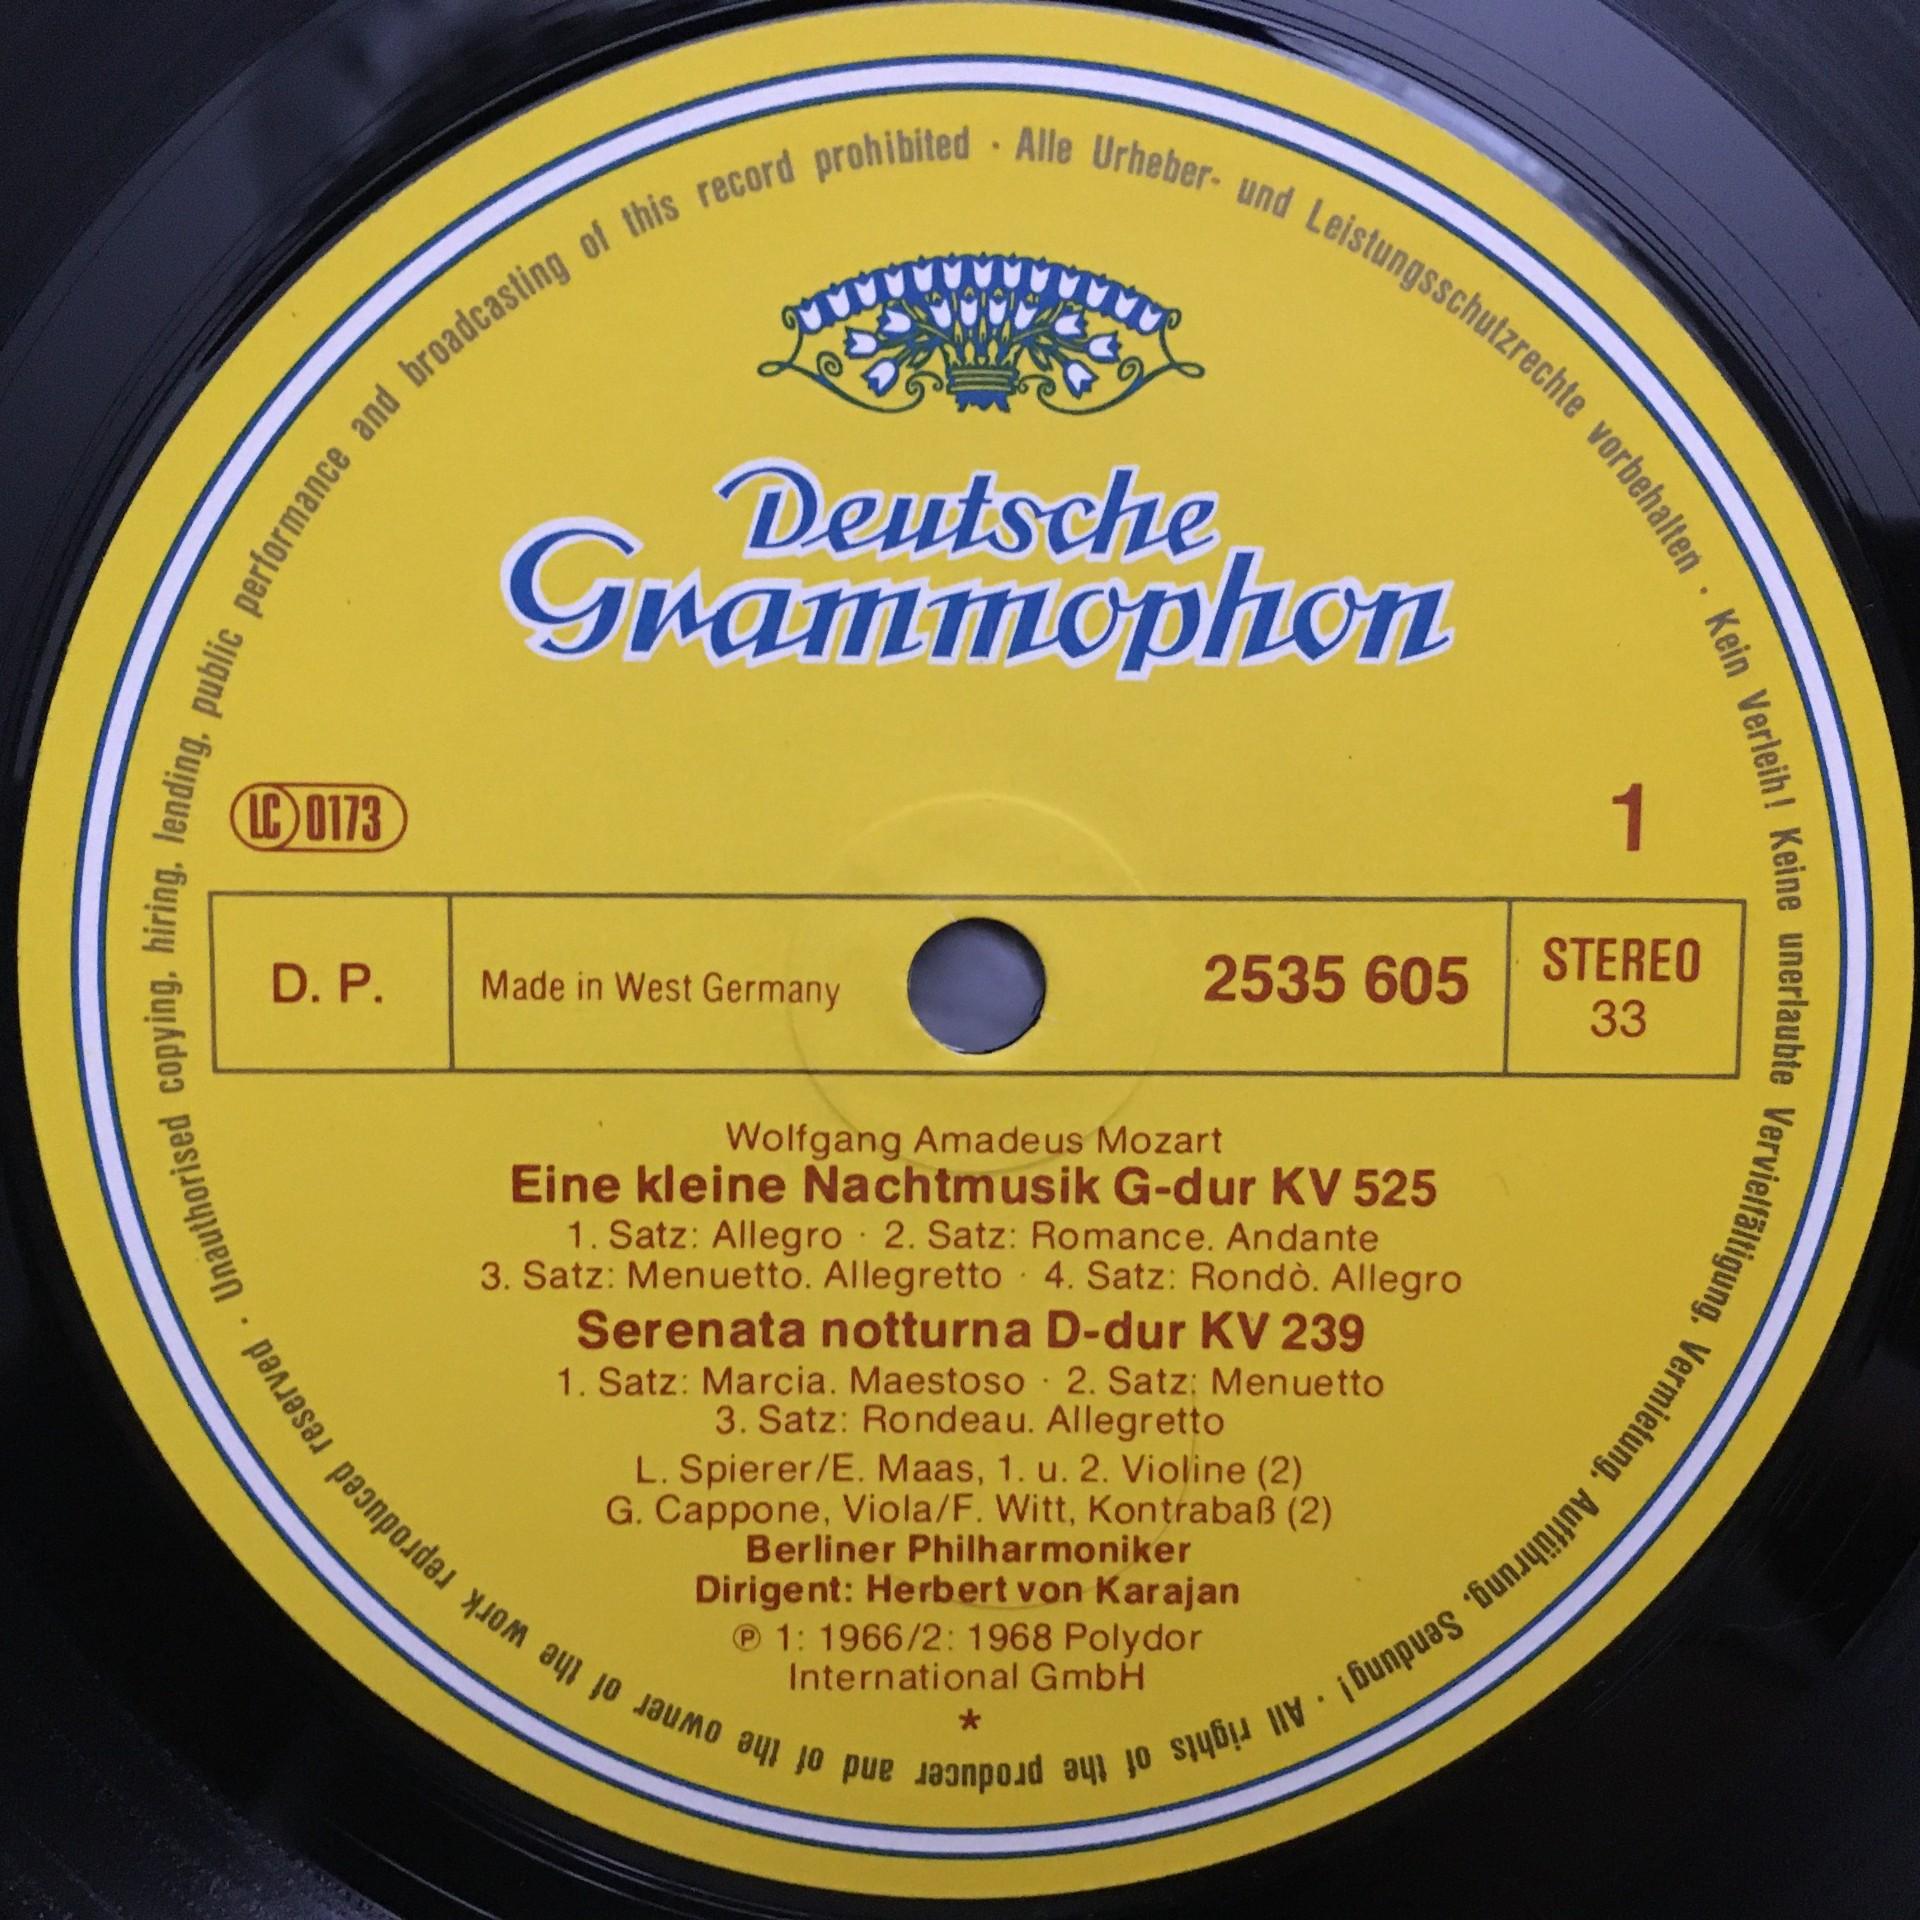 Deutsche
Grammophon
LC 0173
1
D. P.
Made in West Germany
2535 605
STEREO
33
Wolfgang Amadeus Mozart
Eine kleine Nachtmusik G-dur KV 525
1. Satz: Allegro · 2. Satz: Romance. Andante
3. Satz: Menuetto. Allegretto · 4. Satz: Rondò. Allegro
Serenata notturna D-dur KV 239
1. Satz: Marcia. Maestoso · 2. Satz: Menuetto
3. Satz: Rondeau. Allegretto
L. Spierer/E. Maas, 1. u. 2. Violine (2)
G. Cappone, Viola/F. Witt, Kontrabaß (2)
Berliner Philharmoniker
Dirigent: Herbert von Karajan
℗ 1: 1966/2: 1968 Polydor
International GmbH
*
Alle Urheber- und Leistungsschutzrechte vorbehalten · Kein Verleih! Keine unerlaubte Vervielfältigung, Vermietung, Aufführung, Sendung! · All rights of the producer and of the owner of the work reproduced reserved · Unauthorised copying, hiring, lending, public performance and broadcasting of this record prohibited ·